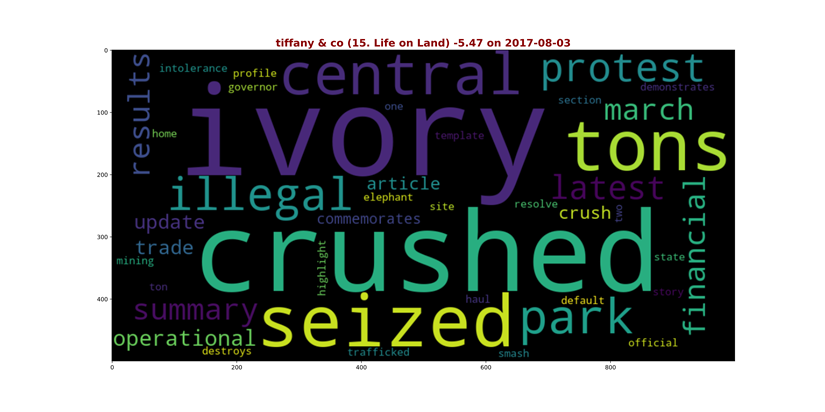 tiffany & co (15. Life on Land) -5.47 on 2017-08-03
0
100
200
300
400
0
200
400
600
800
results
intolerance
profile
governor
central
protest
demonstrates
section
march
home
one
ivory
template
tons
illegal
article
elephant
site
latest
resolve
crush
two
update
commemorates
trade
mining
highlight
crushed
state
financial
ton
haul
default
story
summary
seized
park
operational
destroys
trafficked
smash
official